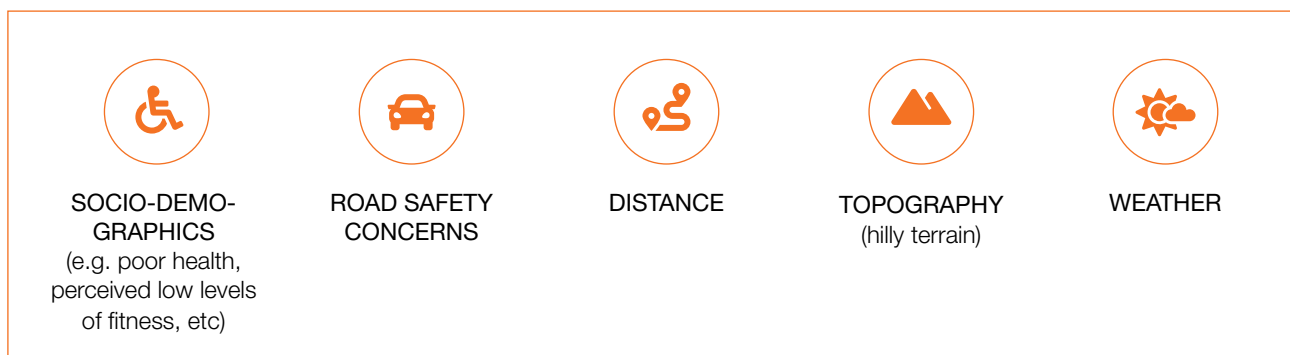 SOCIO-DEMO-
GRAPHICS
(e.g. poor health,
perceived low levels
of fitness, etc)
ROAD SAFETY
CONCERNS
DISTANCE
TOPOGRAPHY
(hilly terrain)
WEATHER